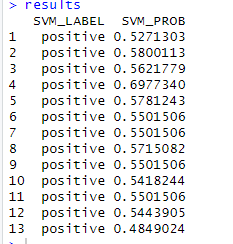 > results
SVM_LABEL SVM_PROB
1 positive 0.5271303
2 positive 0.5800113
3 positive 0.5621779
4 positive 0.6977340
5 positive 0.5781243
6 positive 0.5501506
7 positive 0.5501506
8 positive 0.5715082
9 positive 0.5501506
10 positive 0.5418244
11 positive 0.5501506
12 positive 0.5443905
13 positive 0.4849024
>